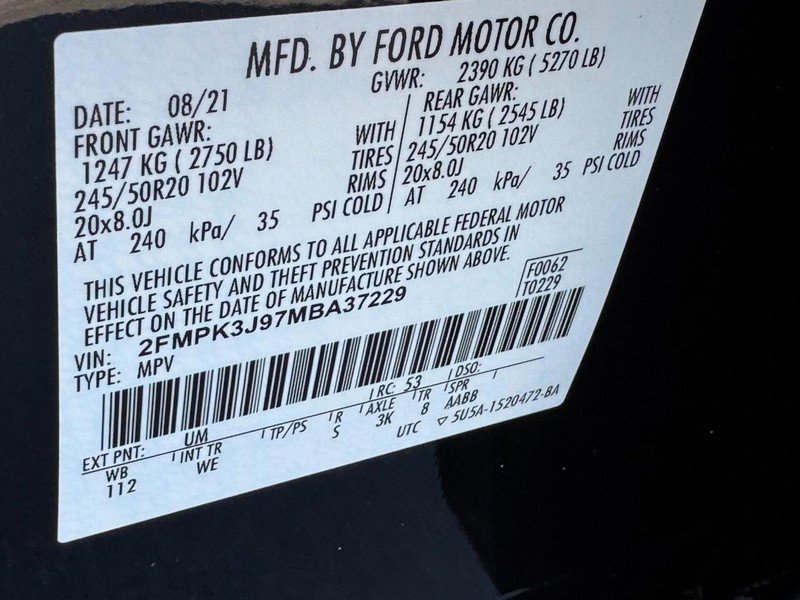 MFD. BY FORD MOTOR CO.
DATE: 08/21 GVWR: 2390 KG ( 5270 LB)
FRONT GAWR: REAR GAWR:
1247 KG ( 2750 LB) WITH 1154 KG ( 2545 LB) WITH
245/50R20 102V TIRES 245/50R20 102V TIRES
20x8.0J RIMS 20x8.0J RIMS
AT 240 kPa/ 35 PSI COLD AT 240 kPa/ 35 PSI COLD
THIS VEHICLE CONFORMS TO ALL APPLICABLE FEDERAL MOTOR
VEHICLE SAFETY AND THEFT PREVENTION STANDARDS IN
EFFECT ON THE DATE OF MANUFACTURE SHOWN ABOVE.
F0062
T0229
VIN: 2FMPK3J97MBA37229
TYPE: MPV
EXT PNT: UM RC: 53 DSO:
WB INT TR TP/PS R AXLE TR SPR
112 WE S 3K 8 AABB
UTC ▽ 5U5A-1520472-BA